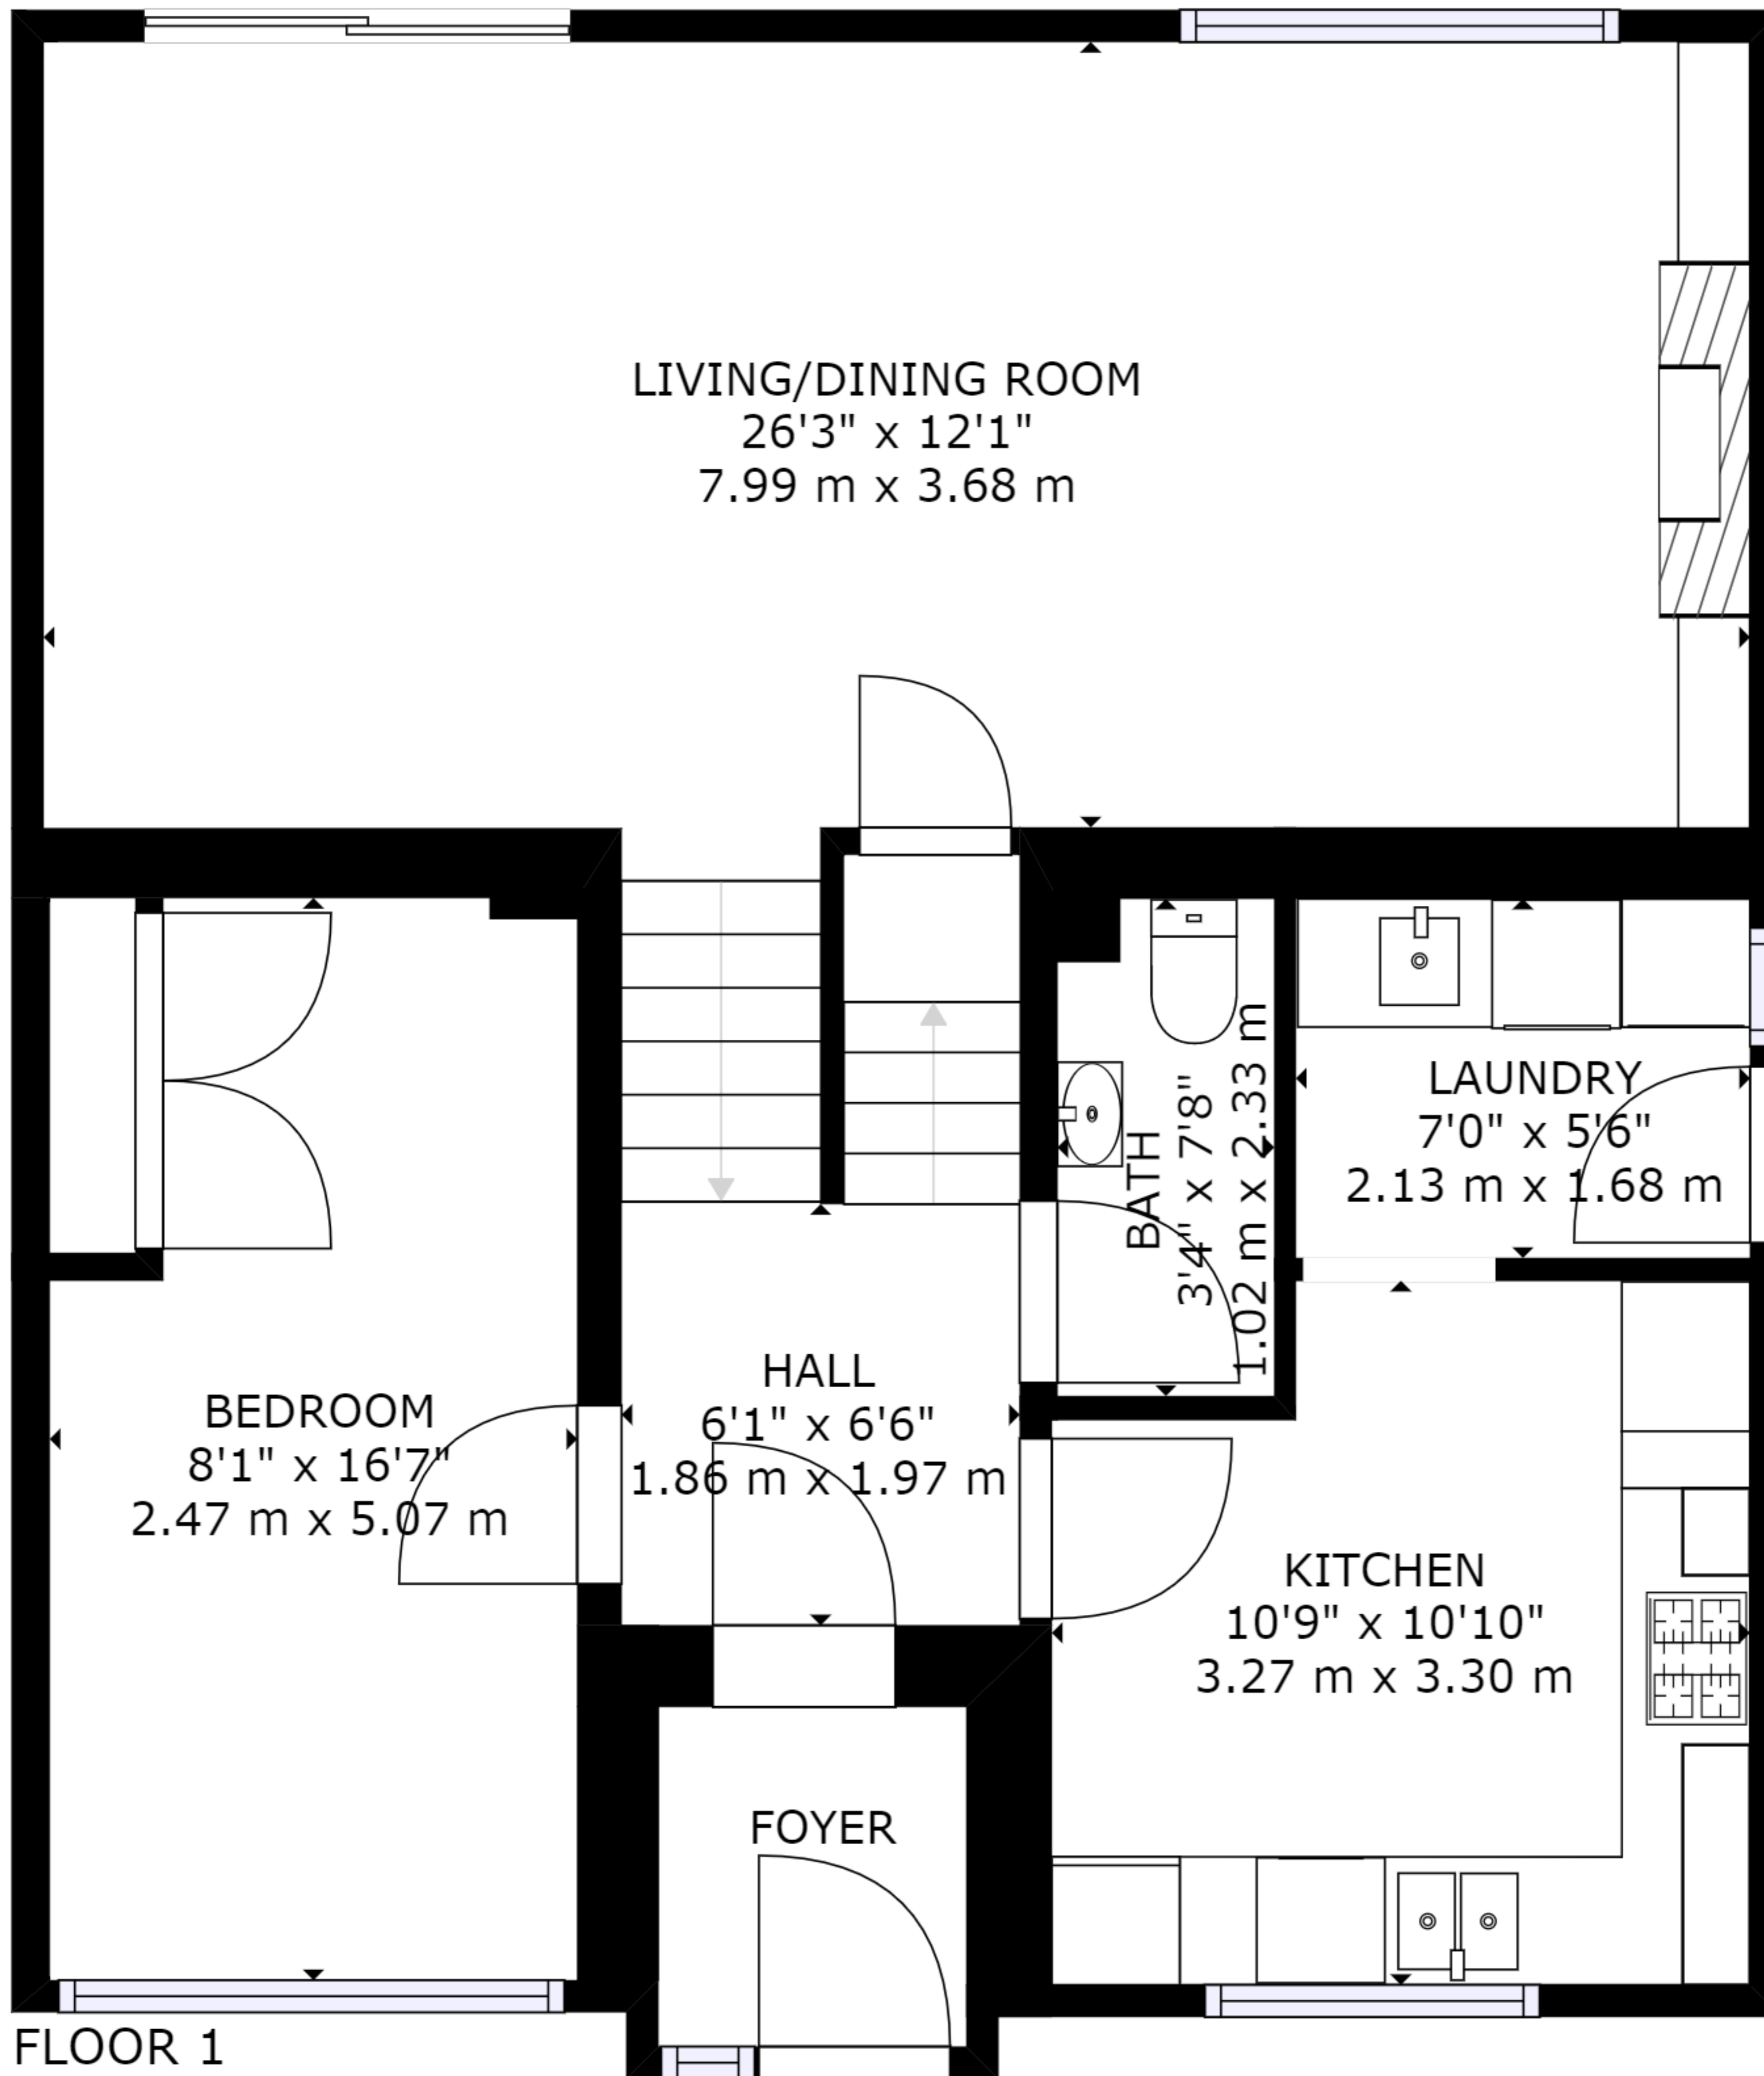 LIVING/DINING ROOM
26'3" x 12'1"
7.99 m x 3.68 m
BATH
3'4" x 7'8"
1.02 m x 2.33 m
LAUNDRY
7'0" x 5'6"
2.13 m x 1.68 m
HALL
6'1" x 6'6"
1.86 m x 1.97 m
BEDROOM
8'1" x 16'7"
2.47 m x 5.07 m
KITCHEN
10'9" x 10'10"
3.27 m x 3.30 m
FOYER
FLOOR 1